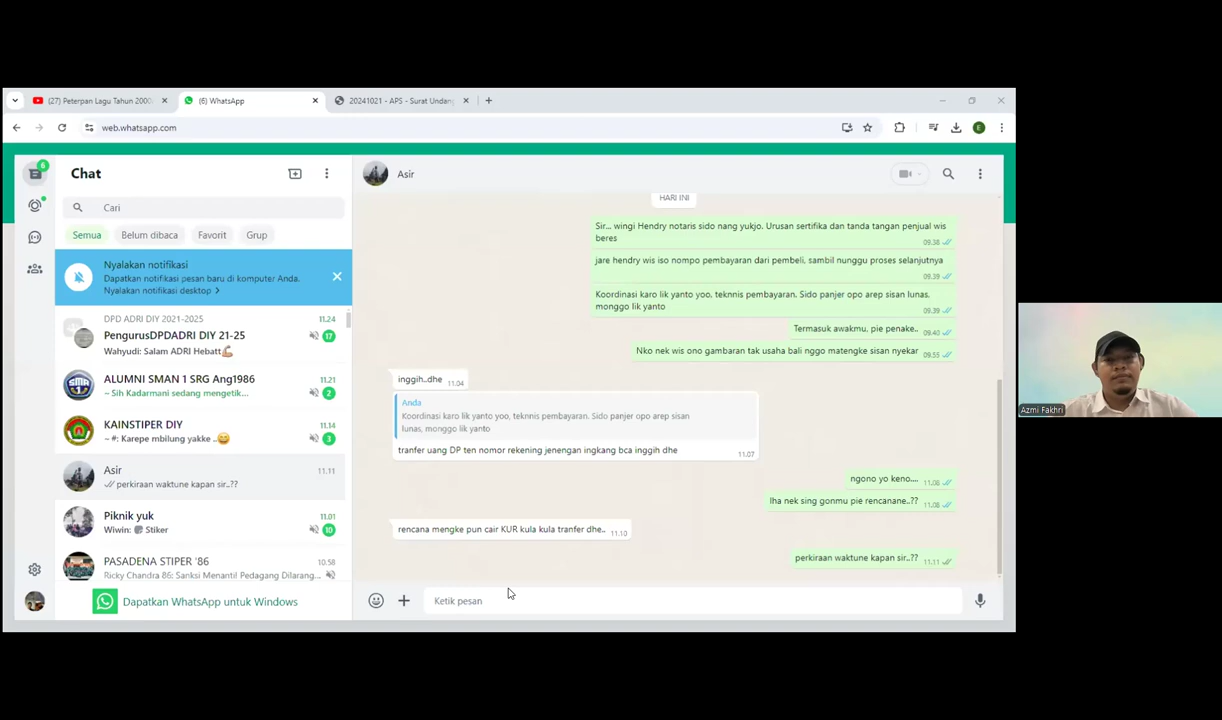 (27) Peterpan Lagu Tahun 2000
(6) WhatsApp
20241021 - APS - Surat Undang
web.whatsapp.com
E
6
Chat
Asir
Cari
Semua
Belum dibaca
Favorit
Grup
Nyalakan notifikasi
Dapatkan notifikasi pesan baru di komputer Anda.
Nyalakan notifikasi desktop >
DPD ADRI DIY 2021-2025
11.24
PengurusDPDADRI DIY 21-25
17
Wahyudi: Salam ADRI Hebatt💪🏽
ALUMNI SMAN 1 SRG Ang1986
11.21
~ Sih Kadarmani sedang mengetik...
2
KAINSTIPER DIY
11.14
~ #: Karepe mbilung yakke ..😄
3
Asir
11.11
perkiraan waktune kapan sir..??
Piknik yuk
11.01
Wiwin: Stiker
10
PASADENA STIPER '86
10.58
Ricky Chandra 86: Sanksi Menanti! Pedagang Dilarang...
Dapatkan WhatsApp untuk Windows
HARI INI
Sir... wingi Hendry notaris sido nang yukjo. Urusan sertifika dan tanda tangan penjual wis
beres
09.38
jare hendry wis iso nompo pembayaran dari pembeli, sambil nunggu proses selanjutnya
09.39
Koordinasi karo lik yanto yoo, teknnis pembayaran. Sido panjer opo arep sisan lunas,
monggo lik yanto
09.39
Termasuk awakmu, pie penake..
09.40
Nko nek wis ono gambaran tak usaha bali nggo matengke sisan nyekar
09.55
inggih..dhe
11.04
Anda
Koordinasi karo lik yanto yoo, teknnis pembayaran. Sido panjer opo arep sisan
lunas, monggo lik yanto
tranfer uang DP ten nomor rekening jenengan ingkang bca inggih dhe
11.07
ngono yo keno....
11.08
lha nek sing gonmu pie rencanane..??
11.08
rencana mengke pun cair KUR kula kula tranfer dhe..
11.10
perkiraan waktune kapan sir..??
11.11
Ketik pesan
Azmi Fakhri